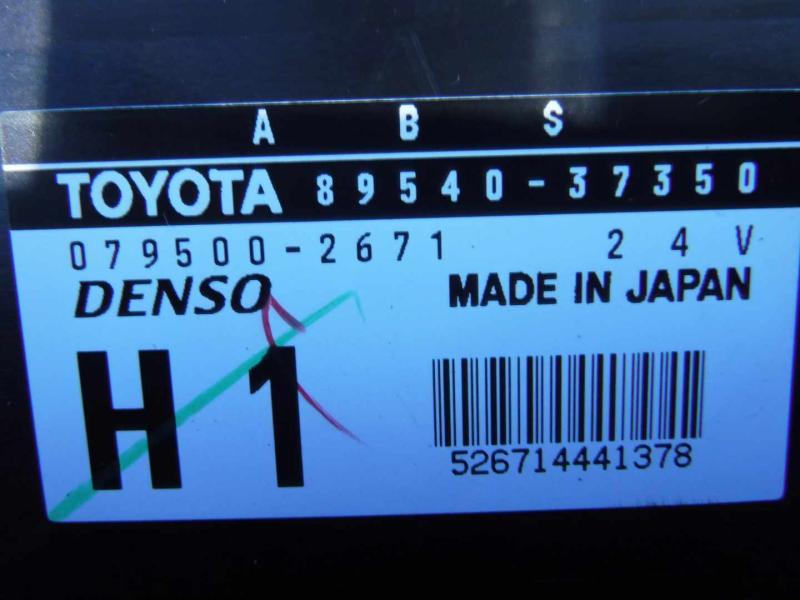 A B S
TOYOTA 89540-37350
079500-2671 24V
DENSO MADE IN JAPAN
H1
526714441378